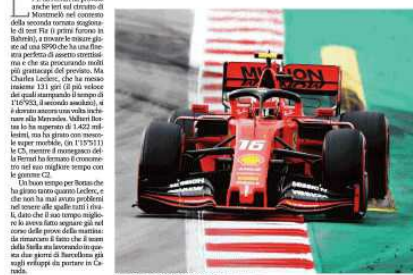 anche ieri sul circuito di
Montmelò nel contesto
della seconda tornata stagiona-
le di test Fia (i primi furono in
Bahrein), a trovare le misure giu-
ste ad una SF90 che ha una fine-
stra perfetta di assetto strettissi-
ma e che sta procurando molti
più grattacapi del previsto. Ma
Charles Leclerc, che ha messo
insieme 131 giri (il più veloce
dei quali stampando il tempo di
1'16"933, il secondo assoluto), si
è dovuto ancora una volta inchi-
nare alla Mercedes. Valtteri Bot-
tas lo ha superato di 1.422 mil-
lesimi, ma ha girato con mesco-
le super morbide, (in 1'15"511)
le C5, mentre il monegasco del-
la Ferrari ha fermato il cronome-
tro nel suo migliore tempo con
le gomme C2.
Un buon tempo per Bottas che
ha girato tanto quanto Leclerc, e
che non ha mai avuto problemi
nel tenere alle spalle tutti i riva-
li, dato che il suo tempo miglio-
re lo aveva fatto segnare già nel
corso delle prove della mattina:
da rimarcare il fatto che il team
della Stella sta lavorando in que-
sta due giorni di Barcellona già
sugli sviluppi da portare in Ca-
nada.
MISSION
16